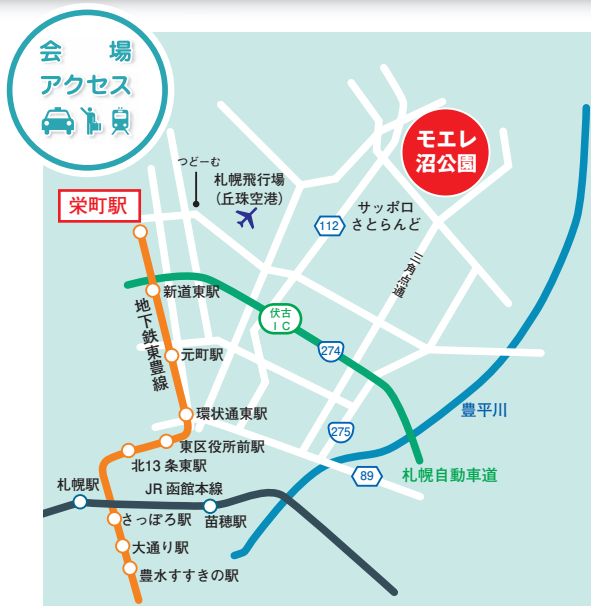 会　場
アクセス
モエレ
沼公園
つどーむ
札幌飛行場
（丘珠空港）
栄町駅
サッポロ
さとらんど
112
三角点通
新道東駅
地下鉄東豊線
伏古
IC
274
元町駅
環状通東駅
275
豊平川
東区役所前駅
北13条東駅
89
札幌自動車道
札幌駅
JR函館本線
さっぽろ駅
苗穂駅
大通り駅
豊水すすきの駅